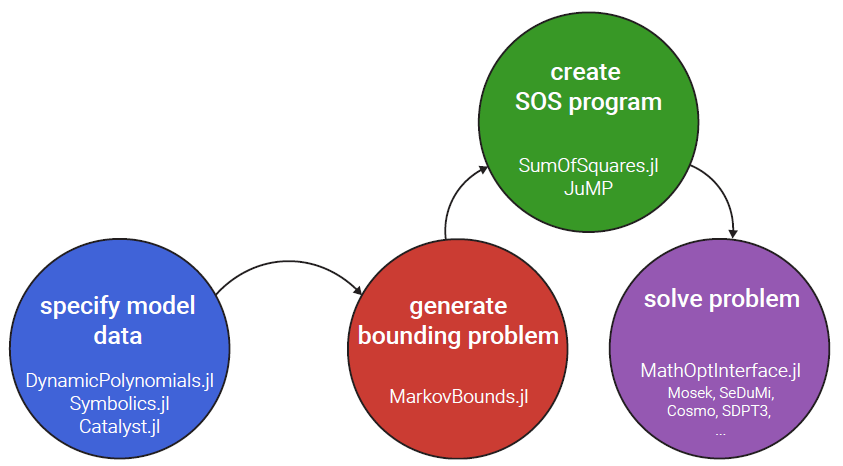 specify model
data
DynamicPolynomials.jl
Symbolics.jl
Catalyst.jl
generate
bounding problem
MarkovBounds.jl
create
SOS program
SumOfSquares.jl
JuMP
solve problem
MathOptInterface.jl
Mosek, SeDuMi,
Cosmo, SDPT3,
...